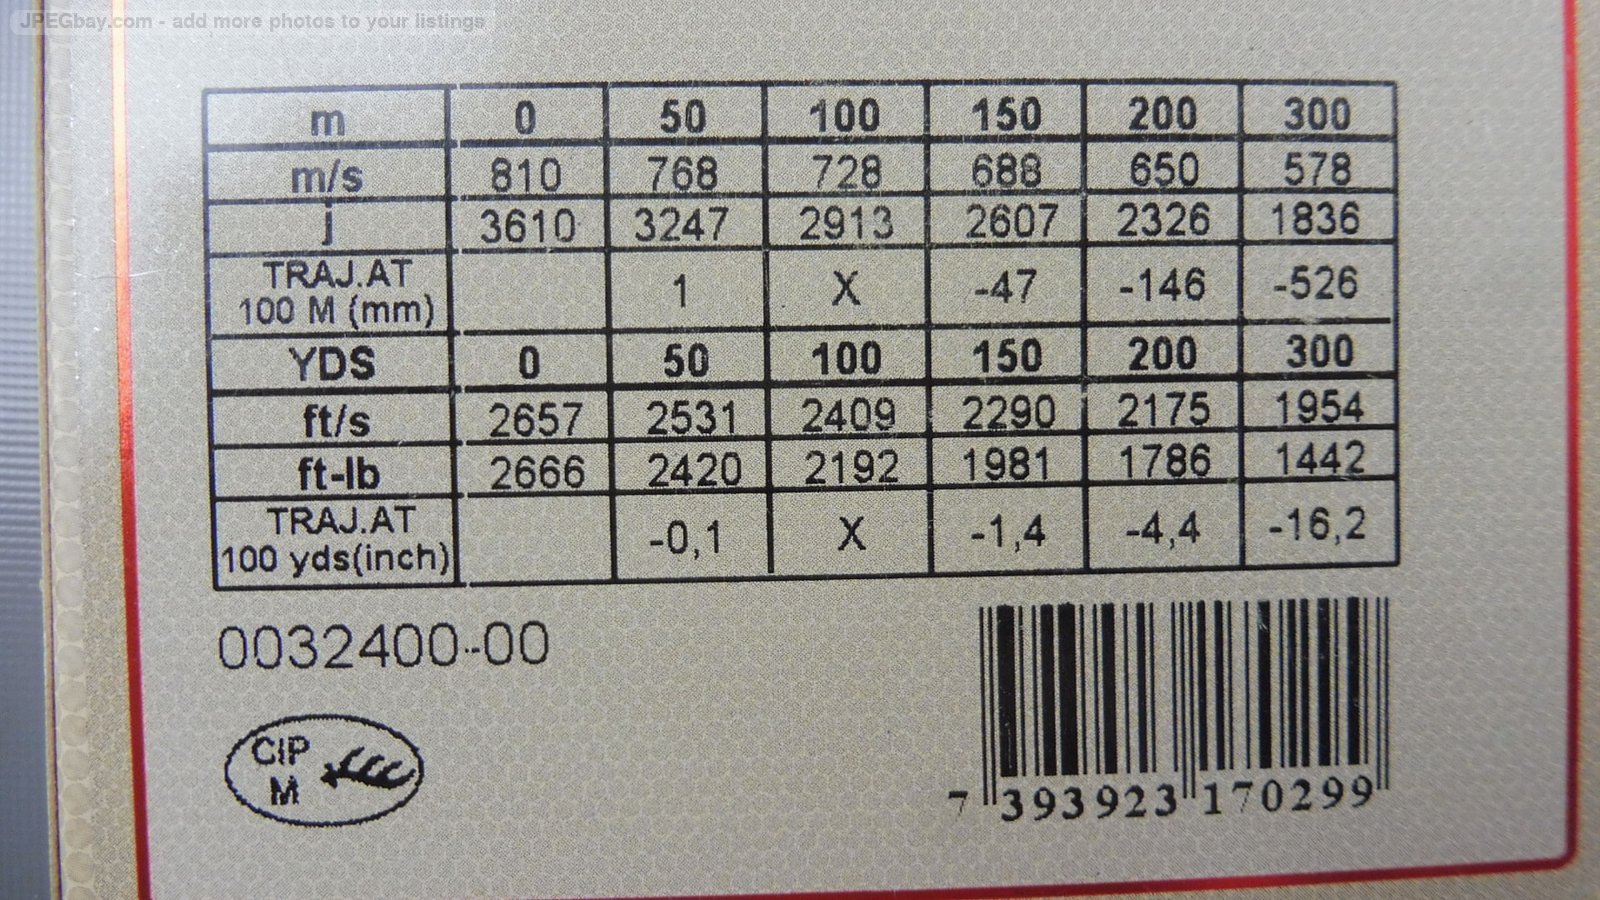 JPEGbay.com - add more photos to your listings
m 0 50 100 150 200 300
m/s 810 768 728 688 650 578
j 3610 3247 2913 2607 2326 1836
TRAJ.AT
100 M (mm) 1 X -47 -146 -526
YDS 0 50 100 150 200 300
ft/s 2657 2531 2409 2290 2175 1954
ft-lb 2666 2420 2192 1981 1786 1442
TRAJ.AT
100 yds(inch) -0,1 X -1,4 -4,4 -16,2
0032400-00
CIP
M
7 393923 170299